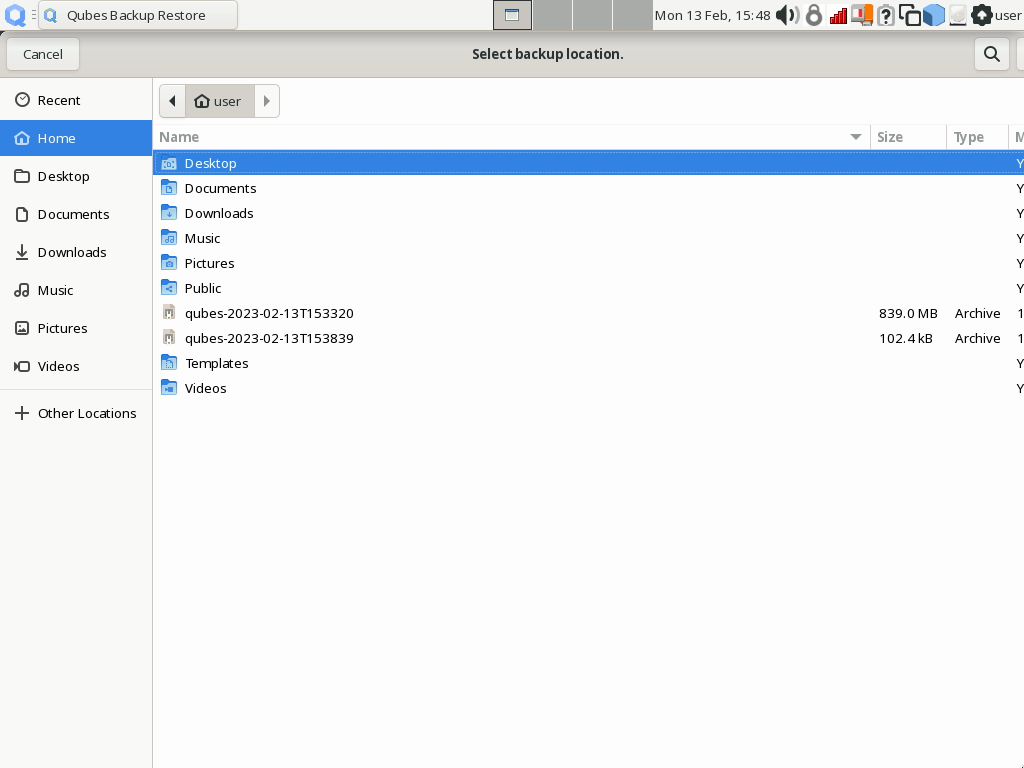 Qubes Backup Restore
Mon 13 Feb, 15:48
user
Cancel
Select backup location.
Recent
Home
Desktop
Documents
Downloads
Music
Pictures
Videos
Other Locations
user
Name Size Type M
Desktop Y
Documents Y
Downloads Y
Music Y
Pictures Y
Public Y
qubes-2023-02-13T153320 839.0 MB Archive 1
qubes-2023-02-13T153839 102.4 kB Archive 1
Templates Y
Videos Y